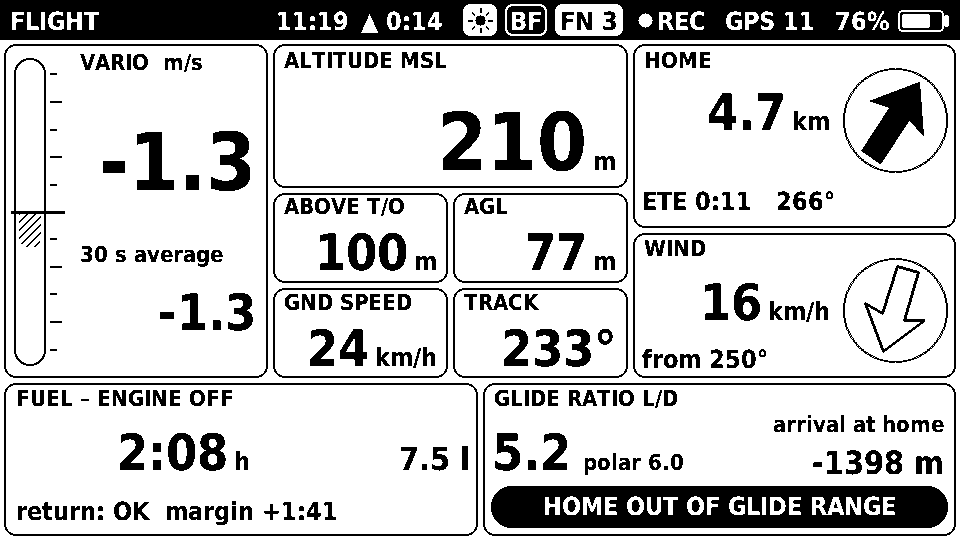 FLIGHT 11:19 ▲ 0:14 BF FN 3 REC GPS 11 76%
VARIO m/s
-1.3
30 s average
-1.3
ALTITUDE MSL
210 m
ABOVE T/O
100 m
AGL
77 m
GND SPEED
24 km/h
TRACK
233°
HOME
4.7 km
ETE 0:11 266°
WIND
16 km/h
from 250°
FUEL – ENGINE OFF
2:08 h 7.5 l
return: OK margin +1:41
GLIDE RATIO L/D
arrival at home
5.2 polar 6.0 -1398 m
HOME OUT OF GLIDE RANGE